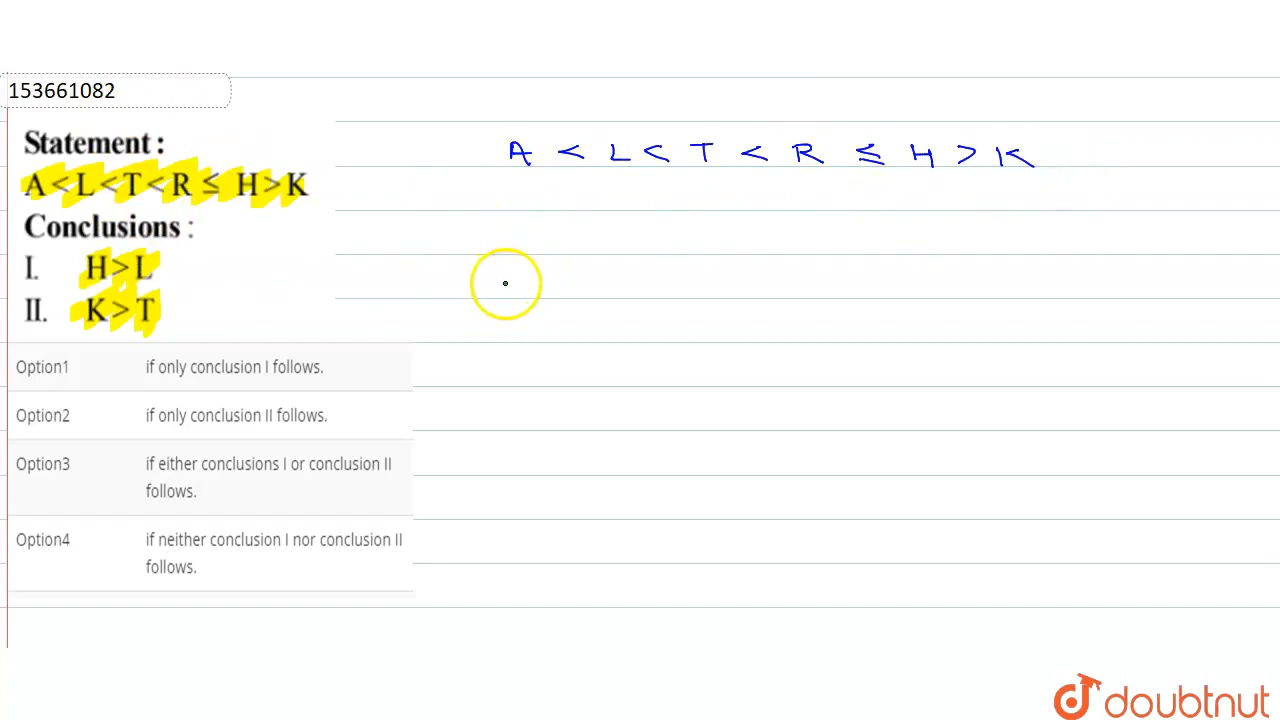 153661082
Statement :
A < L < T < R ≤ H > K
Conclusions :
I. H > L
II. K > T
A < L < T < R ≤ H > K
Option1 if only conclusion I follows.
Option2 if only conclusion II follows.
Option3 if either conclusions I or conclusion II
follows.
Option4 if neither conclusion I nor conclusion II
follows.
doubtnut